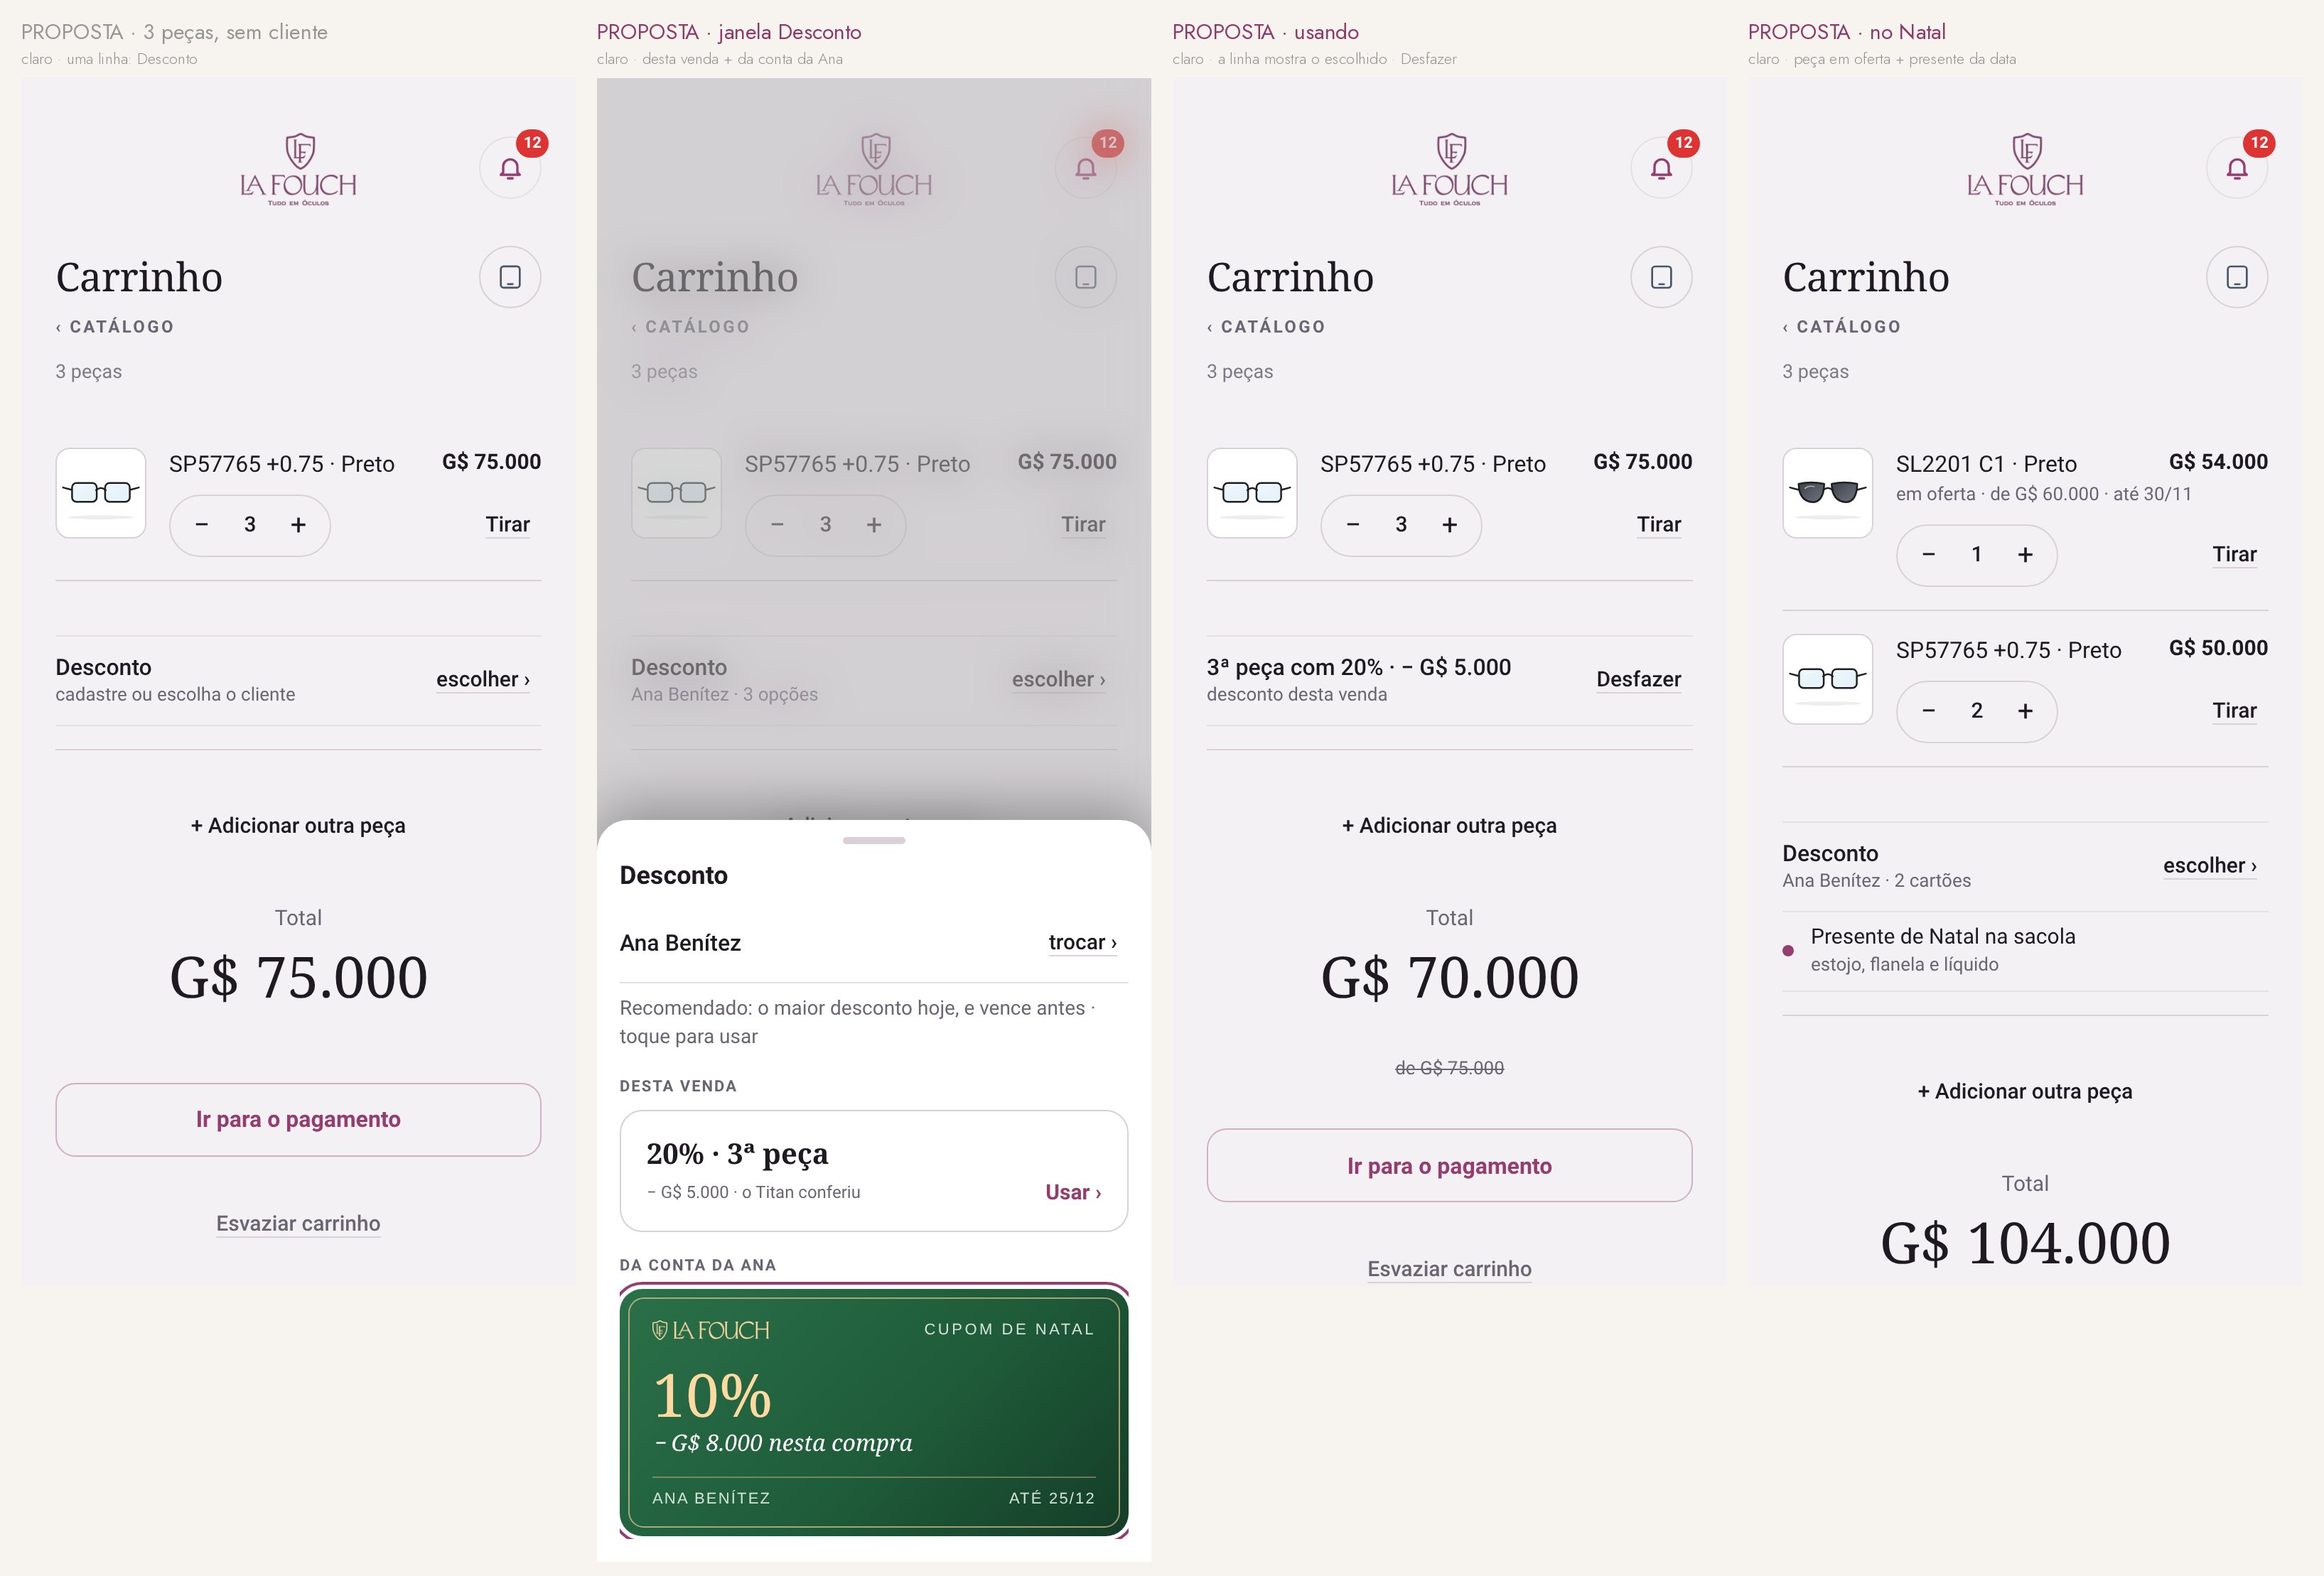 PROPOSTA · 3 peças, sem cliente
claro · uma linha: Desconto
LA FOUCH
TUDO EM ÓCULOS
12
Carrinho
‹ CATÁLOGO
3 peças
SP57765 +0.75 · Preto
G$ 75.000
− 3 +
Tirar
Desconto
cadastre ou escolha o cliente
escolher ›
+ Adicionar outra peça
Total
G$ 75.000
Ir para o pagamento
Esvaziar carrinho
PROPOSTA · janela Desconto
claro · desta venda + da conta da Ana
LA FOUCH
TUDO EM ÓCULOS
12
Carrinho
‹ CATÁLOGO
3 peças
SP57765 +0.75 · Preto
G$ 75.000
− 3 +
Tirar
Desconto
Ana Benítez · 3 opções
escolher ›
Desconto
Ana Benítez
trocar ›
Recomendado: o maior desconto hoje, e vence antes ·
toque para usar
DESTA VENDA
20% · 3ª peça
− G$ 5.000 · o Titan conferiu
Usar ›
DA CONTA DA ANA
LA FOUCH
CUPOM DE NATAL
10%
− G$ 8.000 nesta compra
ANA BENÍTEZ
ATÉ 25/12
PROPOSTA · usando
claro · a linha mostra o escolhido · Desfazer
LA FOUCH
TUDO EM ÓCULOS
12
Carrinho
‹ CATÁLOGO
3 peças
SP57765 +0.75 · Preto
G$ 75.000
− 3 +
Tirar
3ª peça com 20% · − G$ 5.000
desconto desta venda
Desfazer
+ Adicionar outra peça
Total
G$ 70.000
de G$ 75.000
Ir para o pagamento
Esvaziar carrinho
PROPOSTA · no Natal
claro · peça em oferta + presente da data
LA FOUCH
TUDO EM ÓCULOS
12
Carrinho
‹ CATÁLOGO
3 peças
SL2201 C1 · Preto
G$ 54.000
em oferta · de G$ 60.000 · até 30/11
− 1 +
Tirar
SP57765 +0.75 · Preto
G$ 50.000
− 2 +
Tirar
Desconto
Ana Benítez · 2 cartões
escolher ›
Presente de Natal na sacola
estojo, flanela e líquido
+ Adicionar outra peça
Total
G$ 104.000